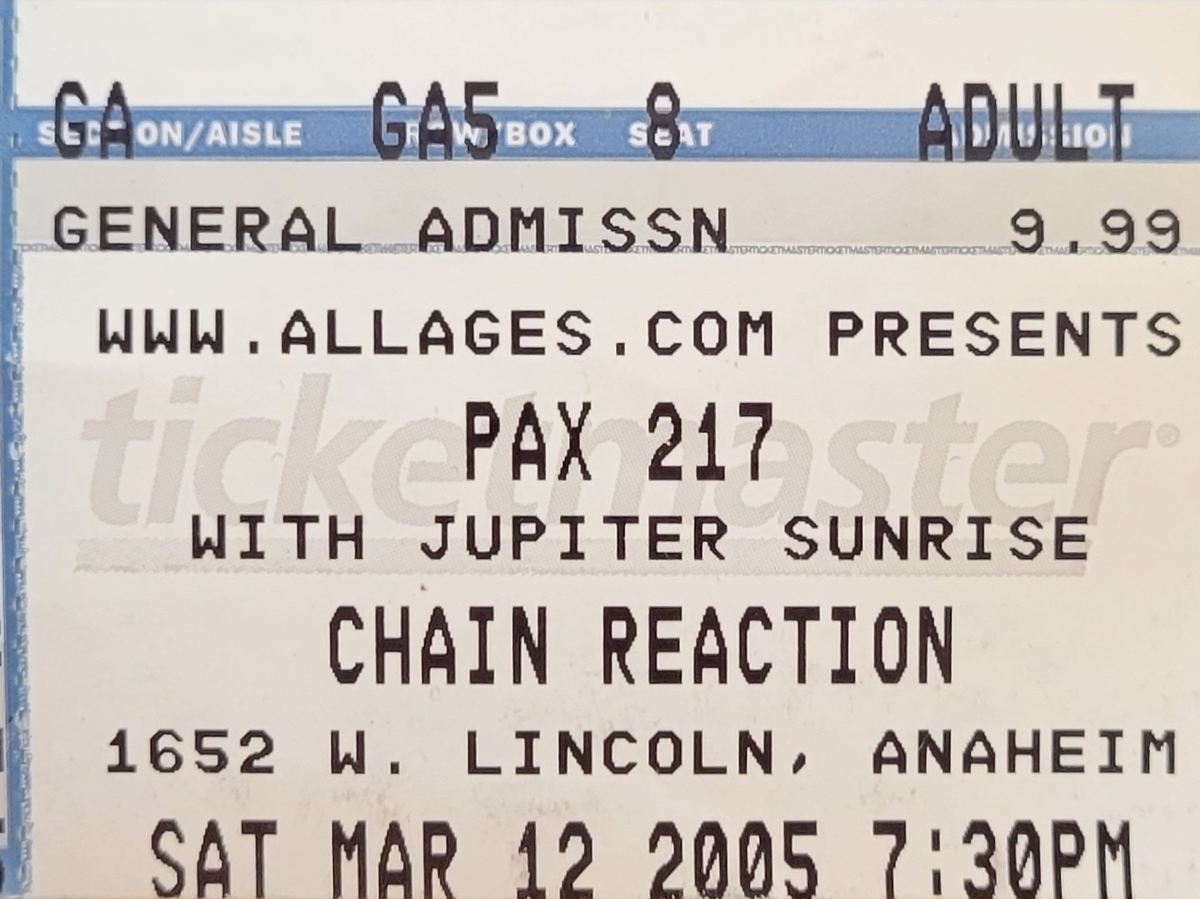 GA GA5 8 ADULT
SECTION/AISLE ROW/BOX SEAT ADMISSION
GENERAL ADMISSN 9.99
WWW.ALLAGES.COM PRESENTS
ticketmaster®
PAX 217
WITH JUPITER SUNRISE
CHAIN REACTION
1652 W. LINCOLN, ANAHEIM
SAT MAR 12 2005 7:30PM